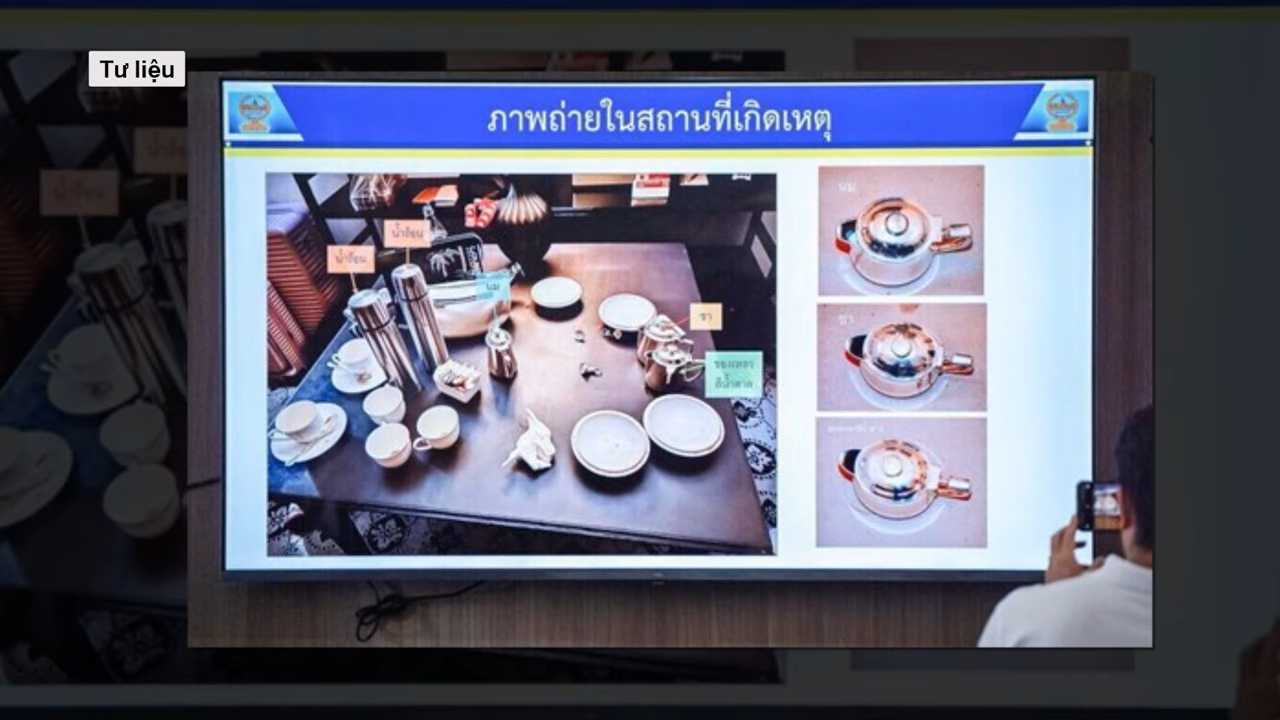 Tư liệu
ภาพถ่ายในสถานที่เกิดเหตุ
น้ำร้อน
น้ำร้อน
นม
ชา
ของเหลว
สีน้ำตาล
นม
ชา